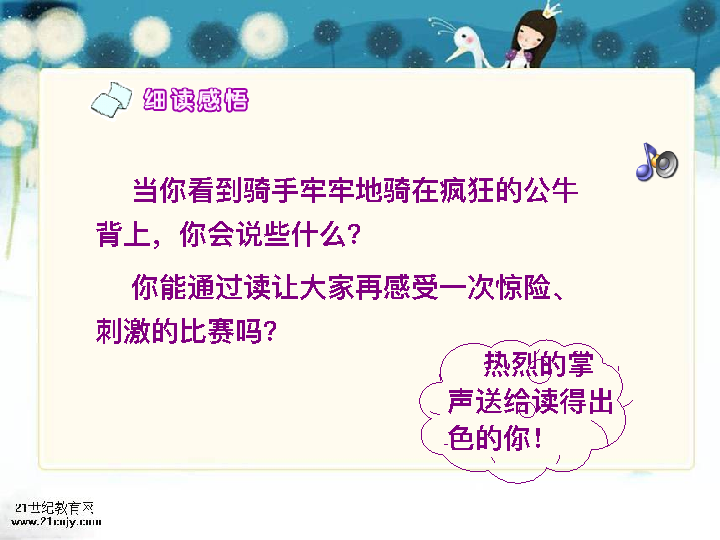 细读感悟
当你看到骑手牢牢地骑在疯狂的公牛
背上，你会说些什么？
你能通过读让大家再感受一次惊险、
刺激的比赛吗？
热烈的掌
声送给读得出
色的你！
21世纪教育网
www.21cnjy.com